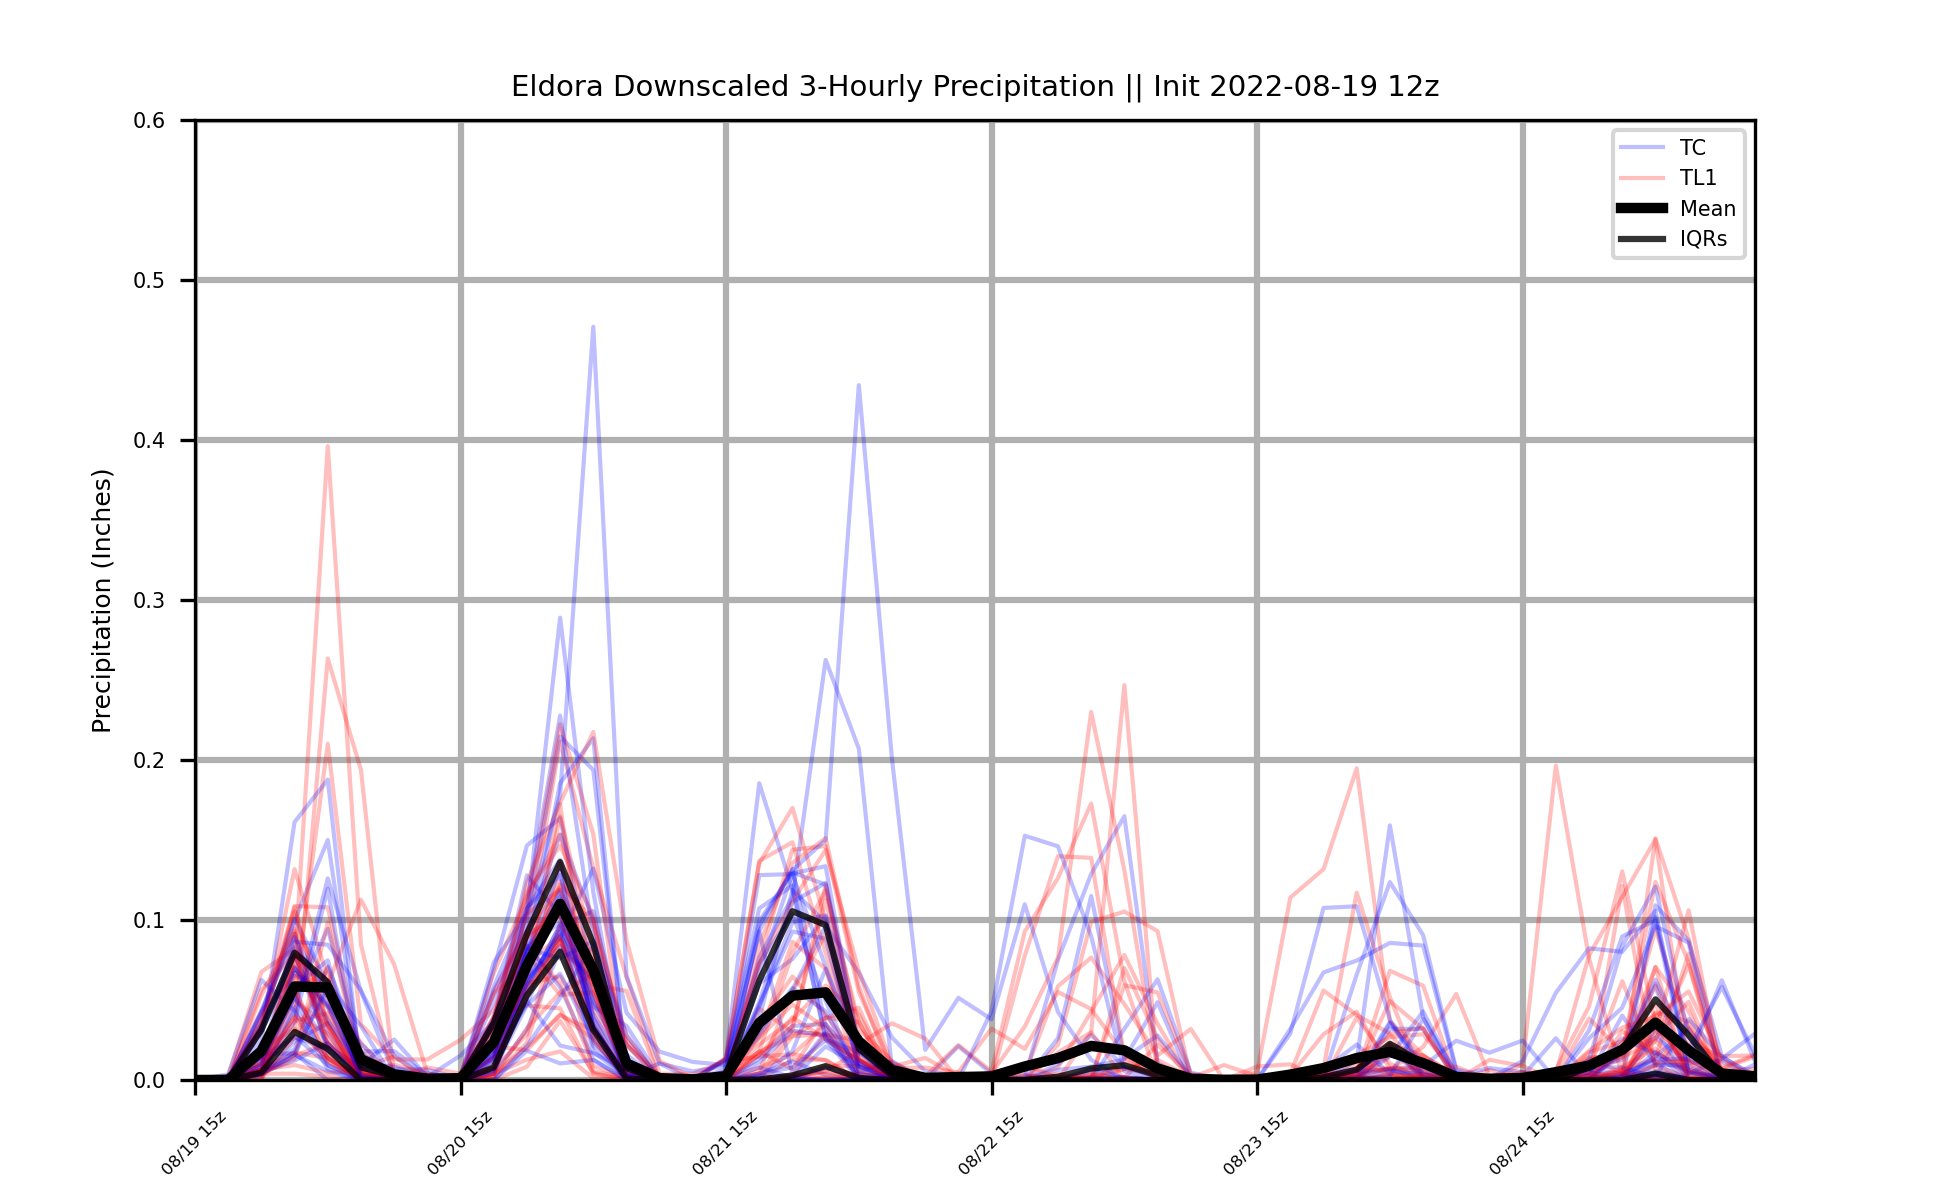 Eldora Downscaled 3-Hourly Precipitation || Init 2022-08-19 12z
Precipitation (Inches)
0.6
0.5
0.4
0.3
0.2
0.1
0.0
TC
TL1
Mean
IQRs
08/19 15z
08/20 15z
08/21 15z
08/22 15z
08/23 15z
08/24 15z